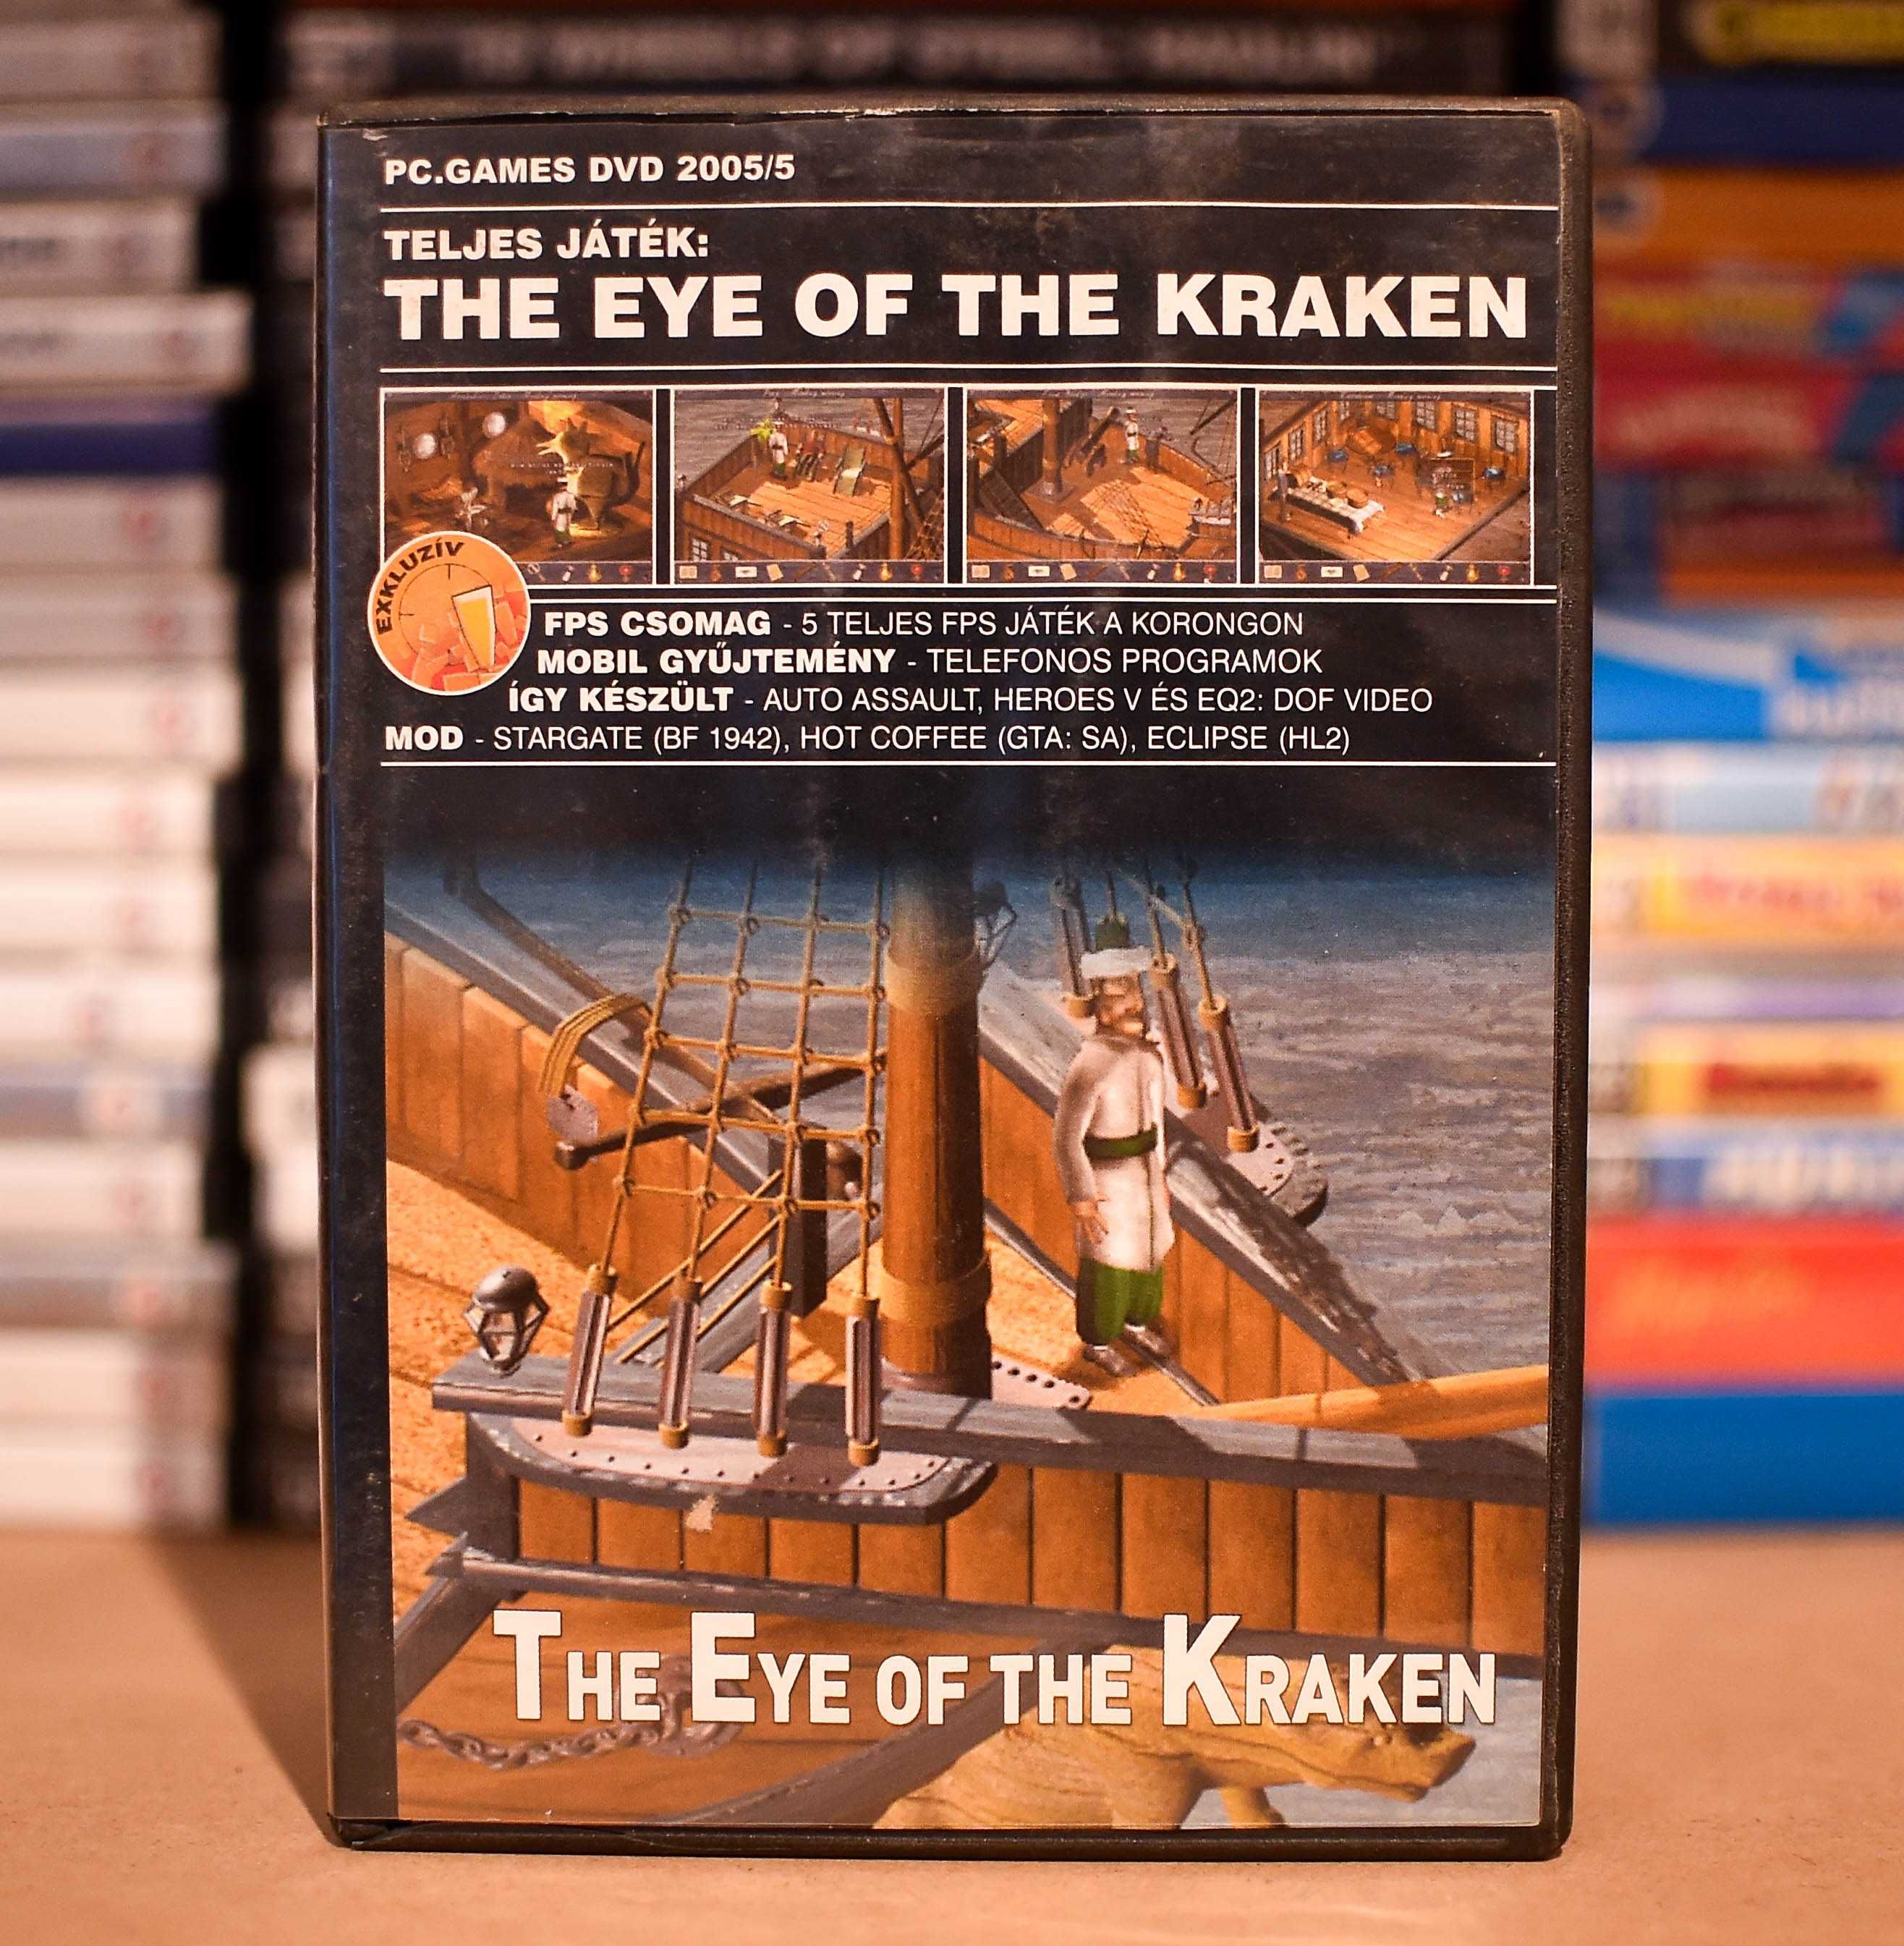 PC.GAMES DVD 2005/5
TELJES JÁTÉK:
THE EYE OF THE KRAKEN
EXKLUZÍV
FPS CSOMAG - 5 TELJES FPS JÁTÉK A KORONGON
MOBIL GYŰJTEMÉNY - TELEFONOS PROGRAMOK
ÍGY KÉSZÜLT - AUTO ASSAULT, HEROES V ÉS EQ2: DOF VIDEO
MOD - STARGATE (BF 1942), HOT COFFEE (GTA: SA), ECLIPSE (HL2)
THE EYE OF THE KRAKEN